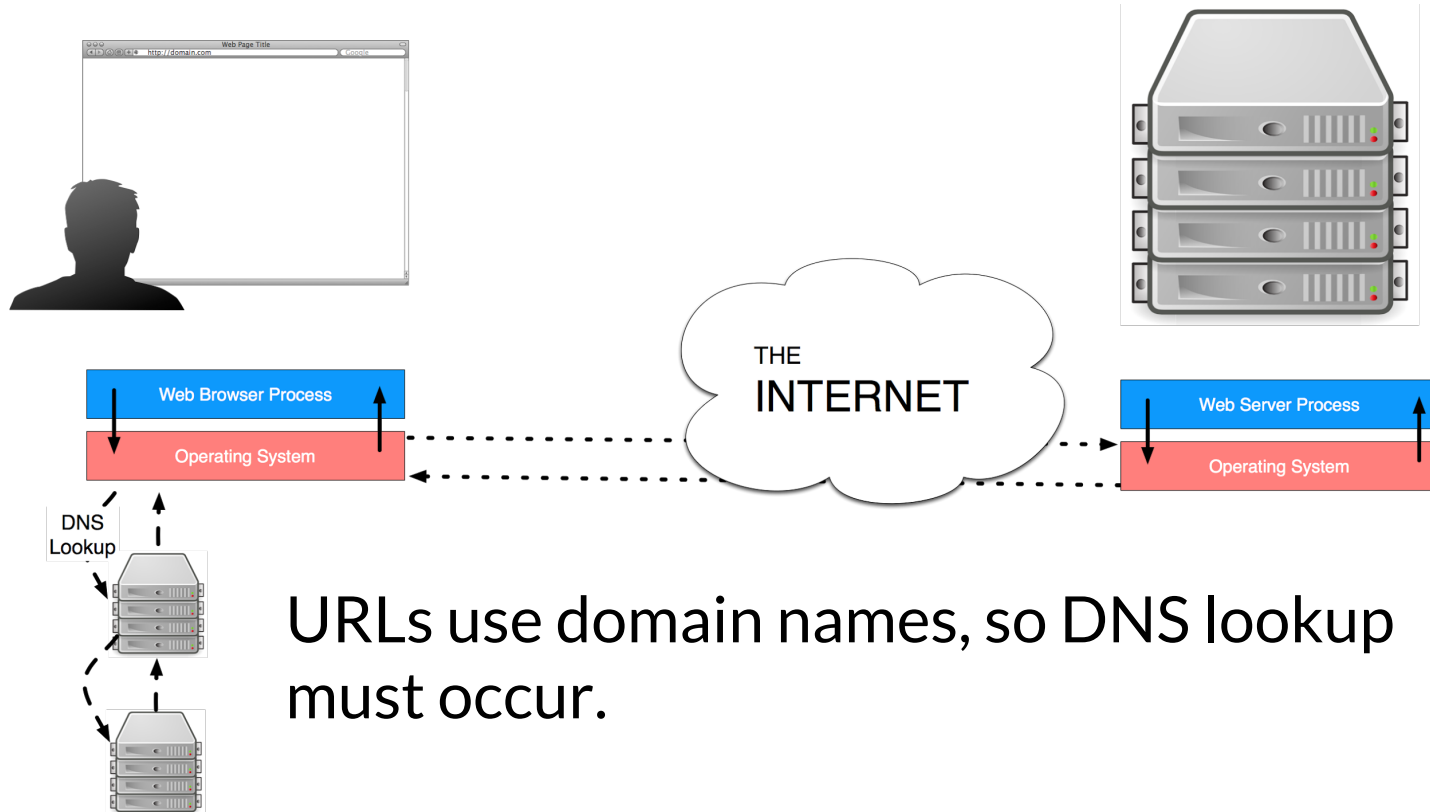 Web Page Title
http://domain.com
Google
THE
INTERNET
Web Browser Process
Operating System
Web Server Process
Operating System
DNS
Lookup
URLs use domain names, so DNS lookup
must occur.